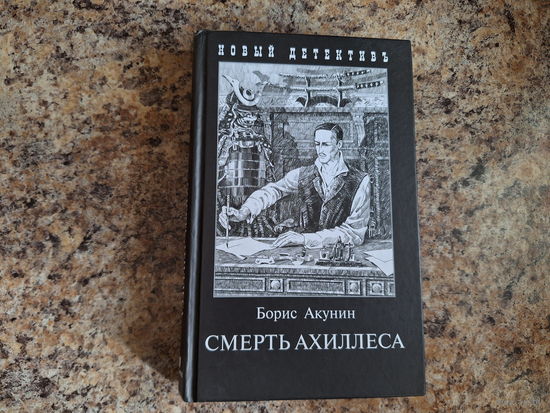 НОВЫЙ ДЕТЕКТИВЪ
Борис Акунин
СМЕРТЬ АХИЛЛЕСА